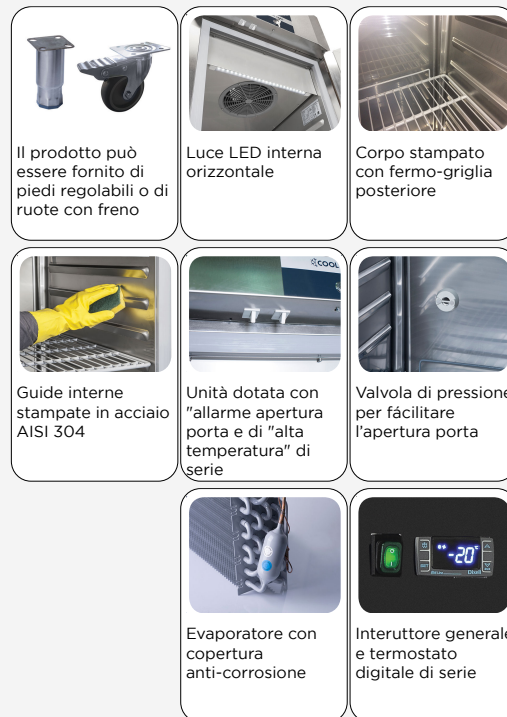 Il prodotto può
essere fornito di
piedi regolabili o di
ruote con freno
Luce LED interna
orizzontale
Corpo stampato
con fermo-griglia
posteriore
COOL
Guide interne
stampate in acciaio
AISI 304
Unità dotata con
"allarme apertura
porta e di "alta
temperatura" di
serie
Valvola di pressione
per fácilitare
l'apertura porta
Evaporatore con
copertura
anti-corrosione
-20°
SET
Dixell
Interuttore generale
e termostato
digitale di serie